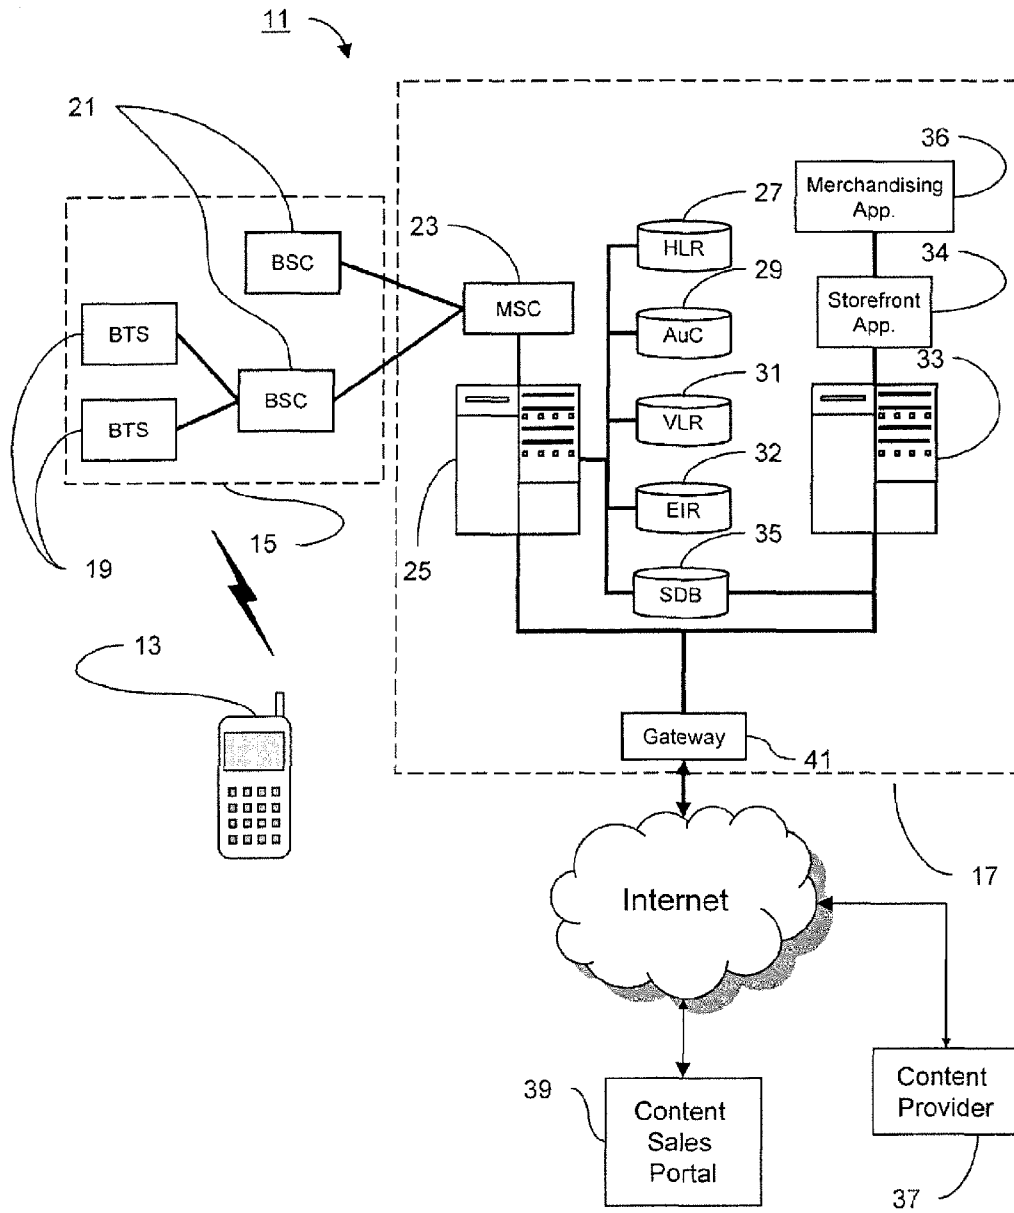 11
21
36
Merchandising
App.
27
HLR
23
BSC
34
29
MSC
Storefront
App.
BTS
AuC
33
BSC
31
VLR
BTS
32
EIR
15
25
35
19
SDB
13
Gateway
41
17
Internet
39
Content
Sales
Portal
Content
Provider
37